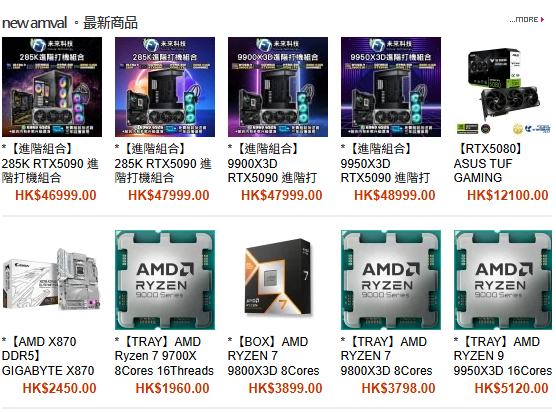 new arrival。最新商品
...MORE
未來科技
285K進階打機組合
未來科技
285K進階打機組合
未來科技
9900X3D進階打機組合
未來科技
9950X3D進階打機組合
*【進階組合】
285K RTX5090 進
階打機組合
HK$46999.00
*【進階組合】
285K RTX5090 進
階打機組合
HK$47999.00
*【進階組合】
9900X3D
RTX5090 進階打
HK$47999.00
*【進階組合】
9950X3D
RTX5090 進階打
HK$48999.00
【RTX5080】
ASUS TUF
GAMING
HK$12100.00
AMD
RYZEN
9000 Series
AMD
RYZEN
7
AMD
RYZEN
9000 Series
AMD
RYZEN
9000 Series
*【AMD X870
DDR5】
GIGABYTE X870
HK$2450.00
*【TRAY】AMD
Ryzen 7 9700X
8Cores 16Threads
HK$1960.00
*【BOX】AMD
RYZEN 7
9800X3D 8Cores
HK$3899.00
*【TRAY】AMD
RYZEN 7
9800X3D 8Cores
HK$3798.00
*【TRAY】AMD
RYZEN 9
9950X3D 16Cores
HK$5120.00